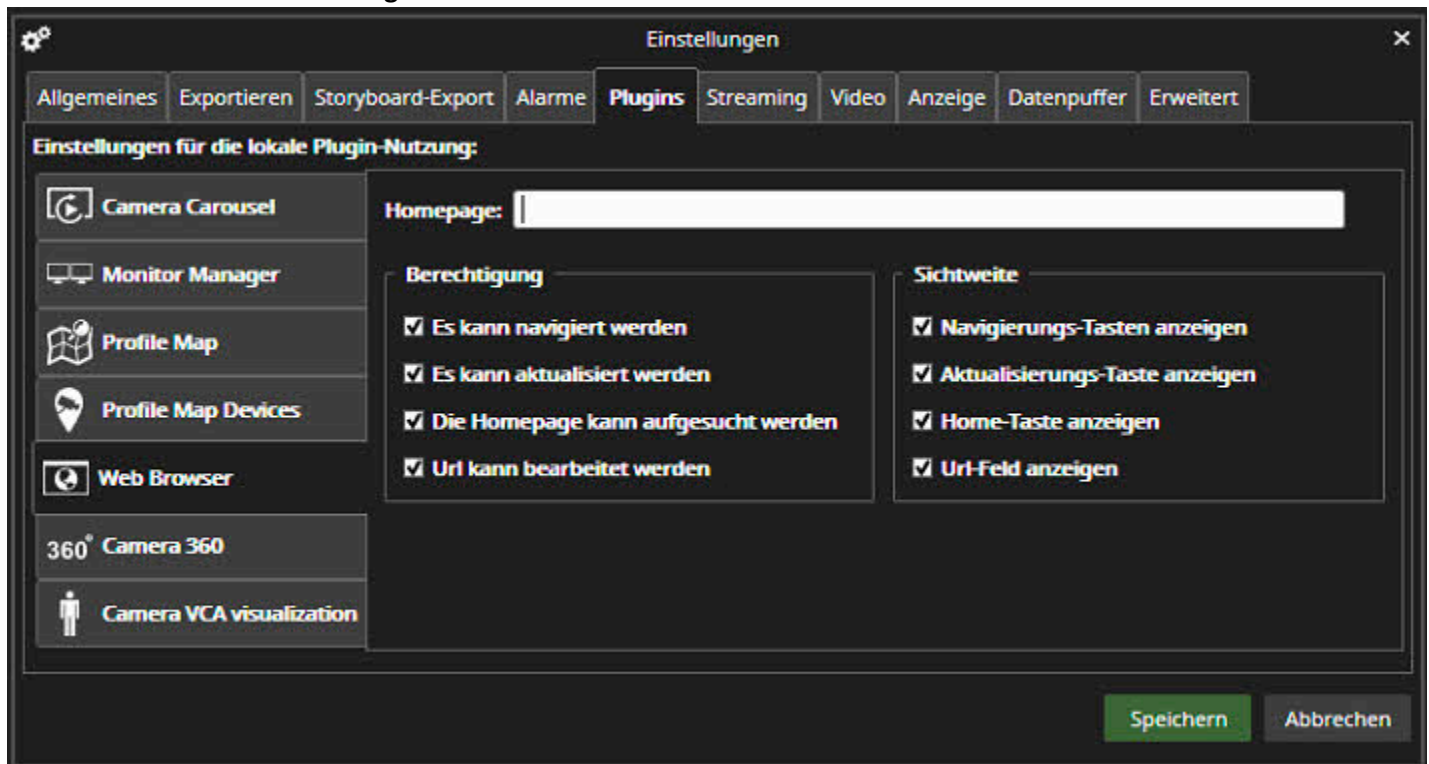 Einstellungen
Allgemeines Exportieren Storyboard-Export Alarme Plugins Streaming Video Anzeige Datenpuffer Erweitert
Einstellungen für die lokale Plugin-Nutzung:
Camera Carousel
Monitor Manager
Profile Map
Profile Map Devices
Web Browser
360° Camera 360
Camera VCA visualization
Homepage:
Berechtigung
Es kann navigiert werden
Es kann aktualisiert werden
Die Homepage kann aufgesucht werden
Url kann bearbeitet werden
Sichtweite
Navigierungs-Tasten anzeigen
Aktualisierungs-Taste anzeigen
Home-Taste anzeigen
Url-Feld anzeigen
Speichern Abbrechen